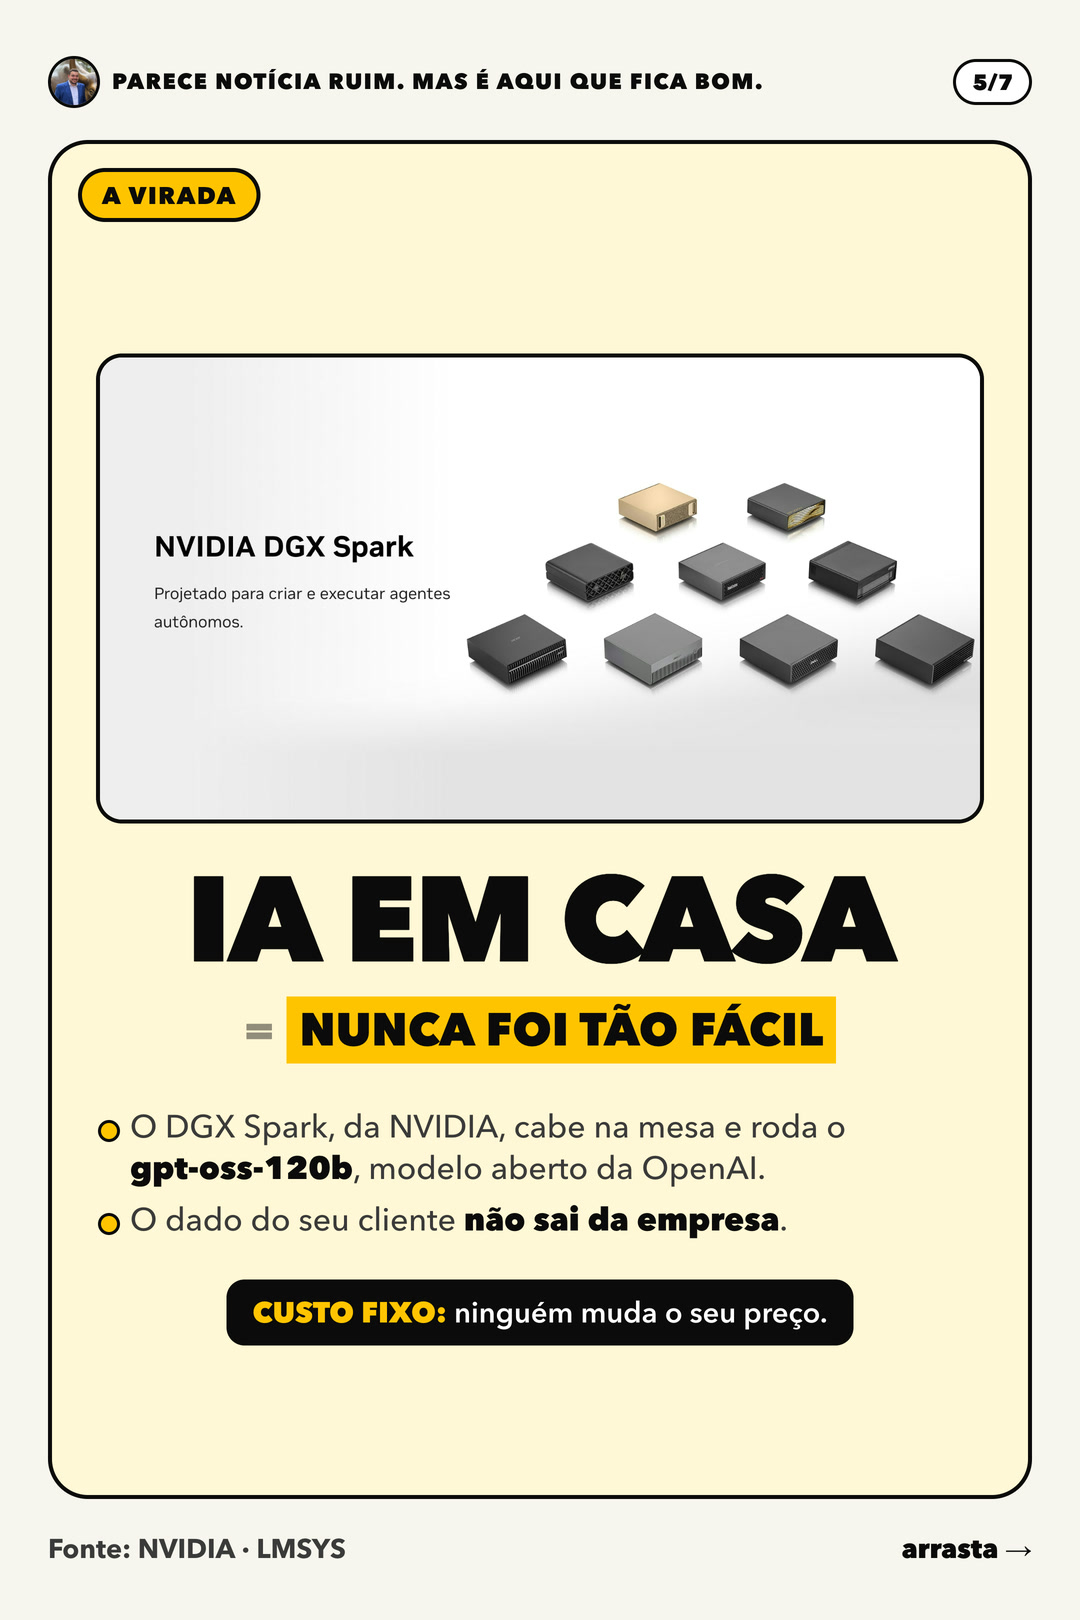 PARECE NOTÍCIA RUIM. MAS É AQUI QUE FICA BOM.
5/7
A VIRADA
NVIDIA DGX Spark
Projetado para criar e executar agentes
autônomos.
IA EM CASA
= NUNCA FOI TÃO FÁCIL
O DGX Spark, da NVIDIA, cabe na mesa e roda o
gpt-oss-120b, modelo aberto da OpenAI.
O dado do seu cliente não sai da empresa.
CUSTO FIXO: ninguém muda o seu preço.
Fonte: NVIDIA · LMSYS
arrasta →